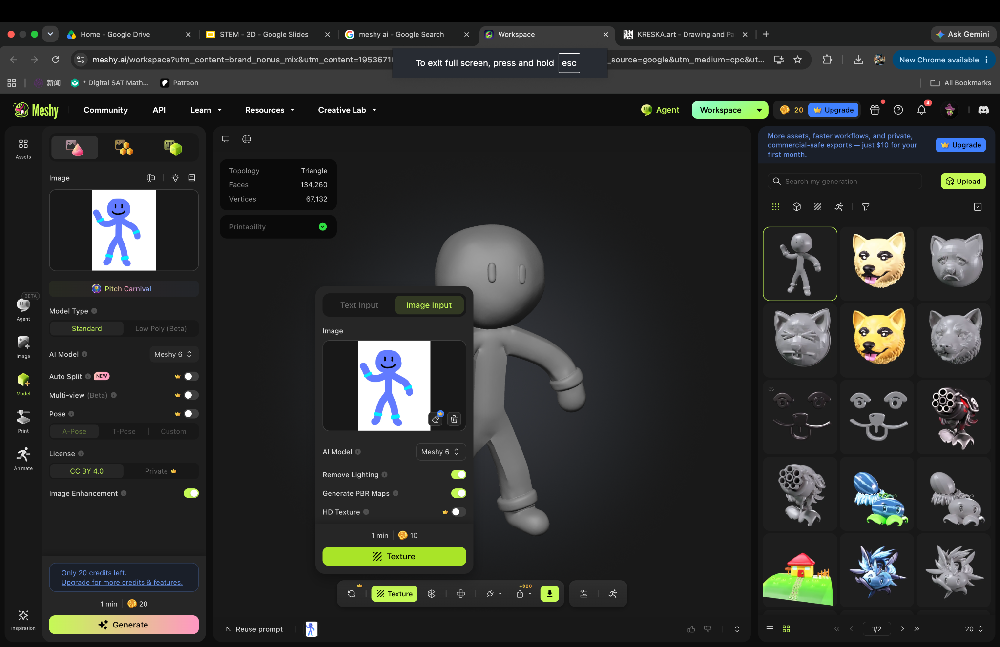 Home - Google Drive
STEM - 3D - Google Slides
meshy ai - Google Search
Workspace
KRESKA.art - Drawing and Pa
Ask Gemini
meshy.ai/workspace?utm_content=brand_nonus_mix&utm_content=1953671
_source=google&utm_medium=cpc&ut...
To exit full screen, press and hold esc
New Chrome available
新闻
* Digital SAT Math...
Patreon
All Bookmarks
Meshy
Community
API
Learn
Resources
Creative Lab
Agent
Workspace
20
Upgrade
4
Assets
BETA
Agent
Image
Model
Print
Animate
Inspiration
Image
Pitch Carnival
Model Type
Standard
Low Poly (Beta)
AI Model
Meshy 6
Auto Split NEW
Multi-view (Beta)
Pose
A-Pose
T-Pose
Custom
License
CC BY 4.0
Private
Image Enhancement
Only 20 credits left.
Upgrade for more credits & features.
1 min
20
Generate
Topology Triangle
Faces 134,260
Vertices 67,132
Printability
Text Input
Image Input
Image
AI Model
Meshy 6
Remove Lighting
Generate PBR Maps
HD Texture
1 min
10
Texture
Texture
+$20
Reuse prompt
More assets, faster workflows, and private,
commercial-safe exports — just $10 for your
first month.
Upgrade
Search my generation
Upload
1/2
20